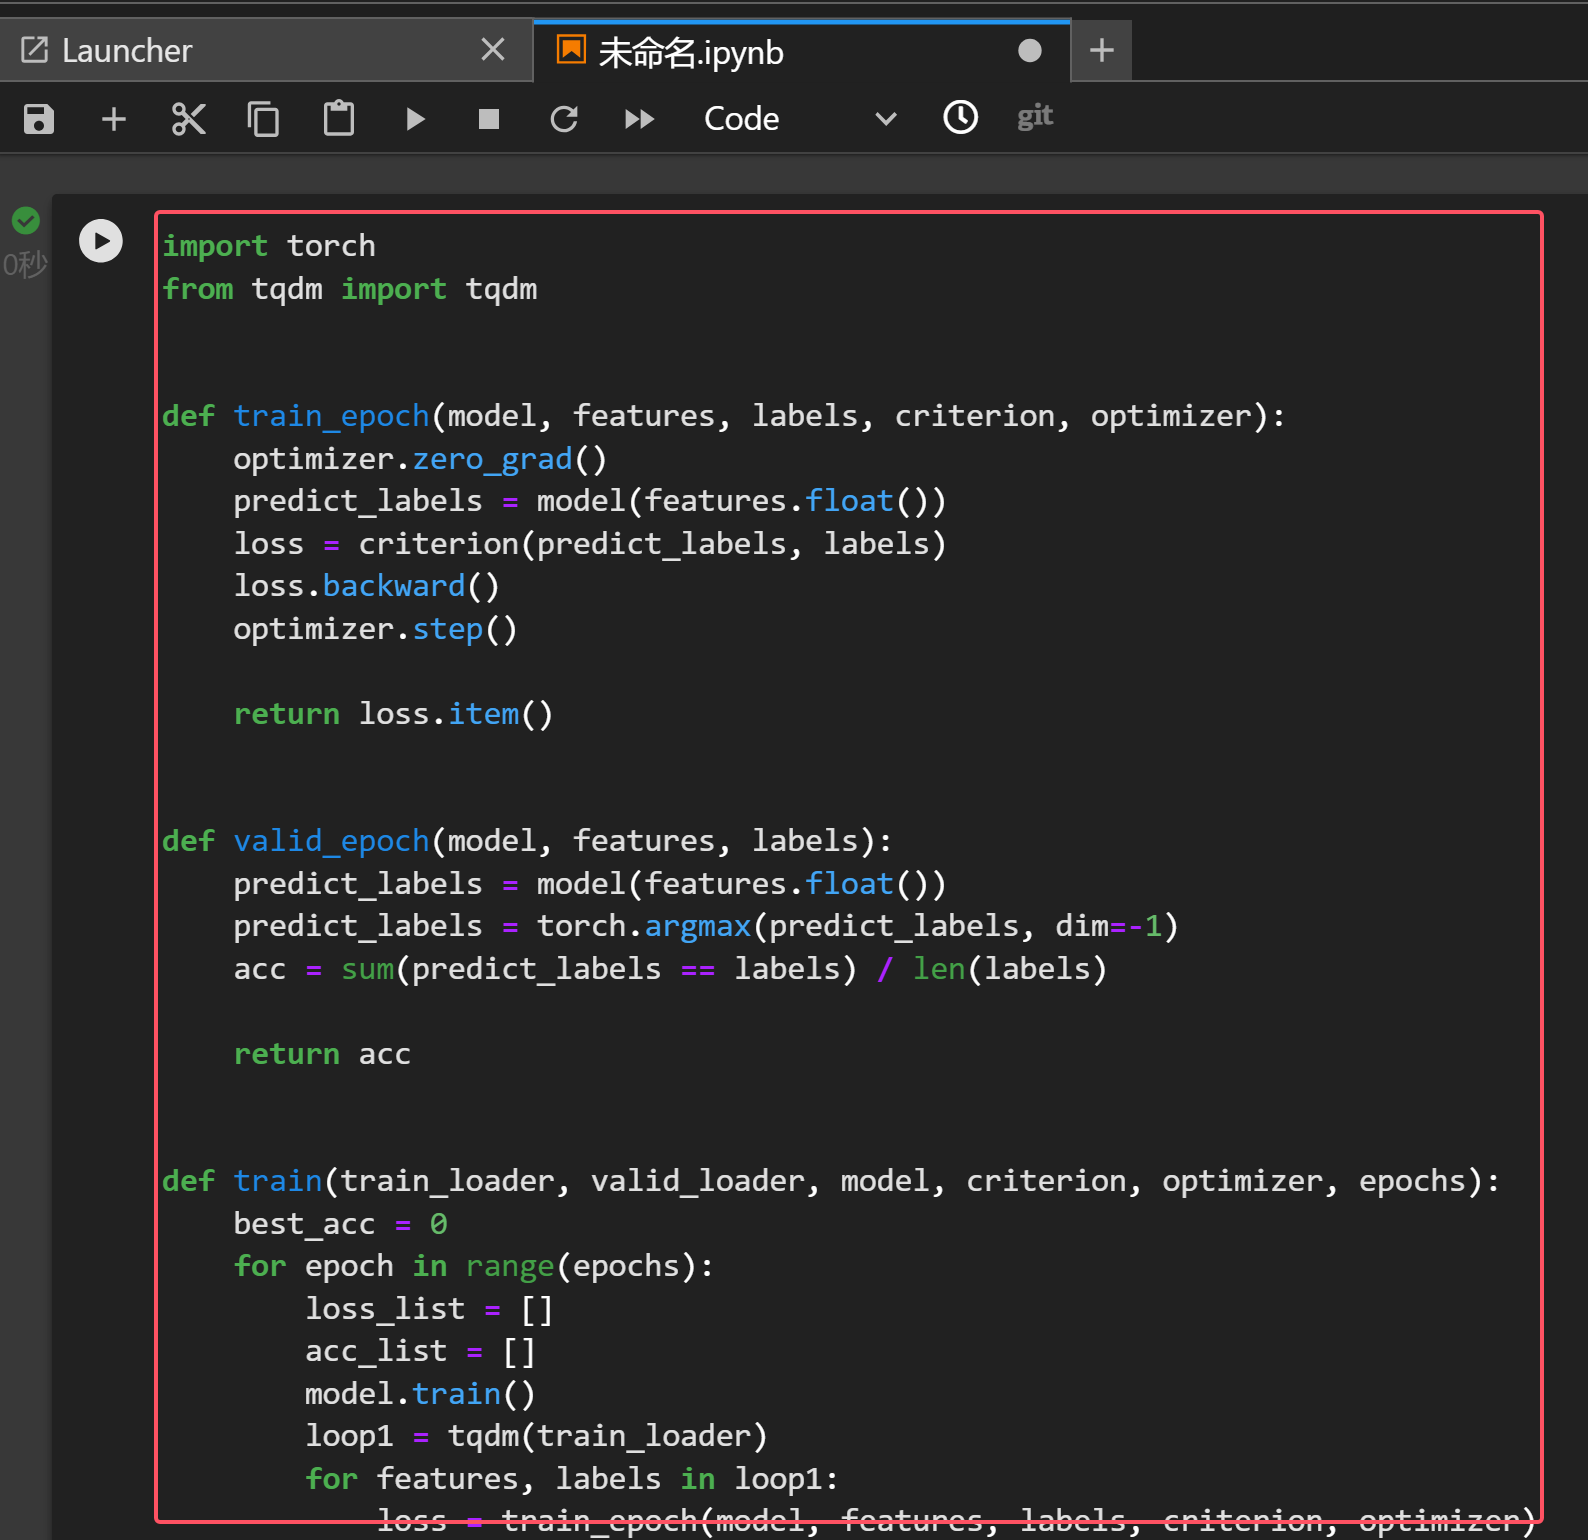 Launcher
未命名.ipynb
Code
git
0秒
import torch
from tqdm import tqdm
def train_epoch(model, features, labels, criterion, optimizer):
    optimizer.zero_grad()
    predict_labels = model(features.float())
    loss = criterion(predict_labels, labels)
    loss.backward()
    optimizer.step()
    return loss.item()
def valid_epoch(model, features, labels):
    predict_labels = model(features.float())
    predict_labels = torch.argmax(predict_labels, dim=-1)
    acc = sum(predict_labels == labels) / len(labels)
    return acc
def train(train_loader, valid_loader, model, criterion, optimizer, epochs):
    best_acc = 0
    for epoch in range(epochs):
        loss_list = []
        acc_list = []
        model.train()
        loop1 = tqdm(train_loader)
        for features, labels in loop1:
            loss = train_epoch(model, features, labels, criterion, optimizer)